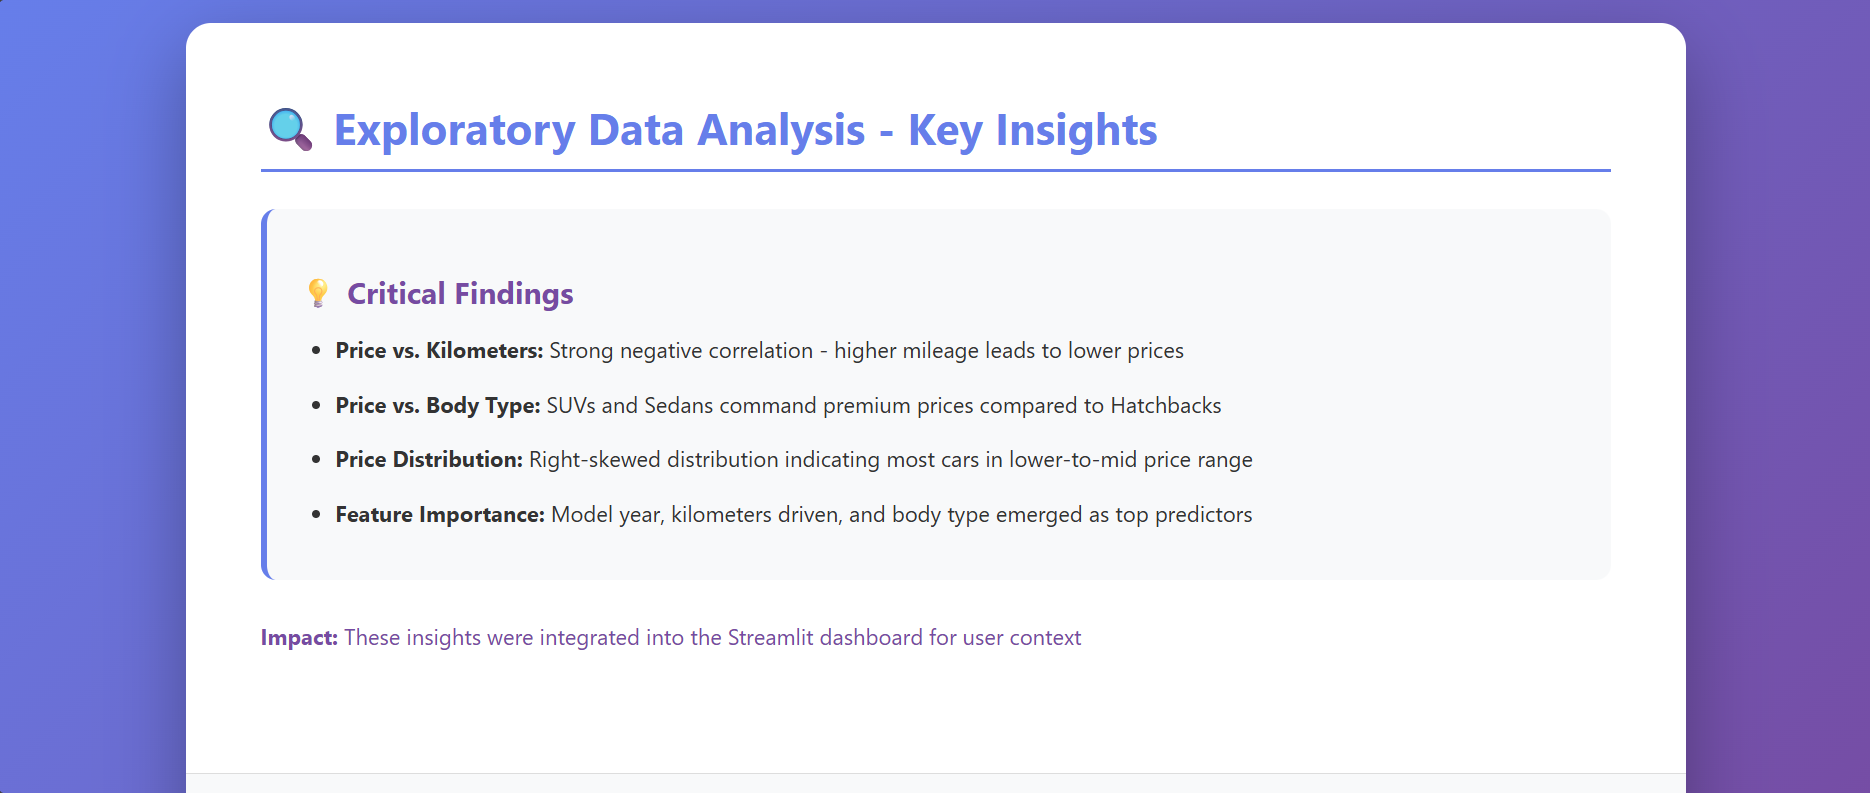 Exploratory Data Analysis - Key Insights
Critical Findings
Price vs. Kilometers: Strong negative correlation - higher mileage leads to lower prices
Price vs. Body Type: SUVs and Sedans command premium prices compared to Hatchbacks
Price Distribution: Right-skewed distribution indicating most cars in lower-to-mid price range
Feature Importance: Model year, kilometers driven, and body type emerged as top predictors
Impact: These insights were integrated into the Streamlit dashboard for user context